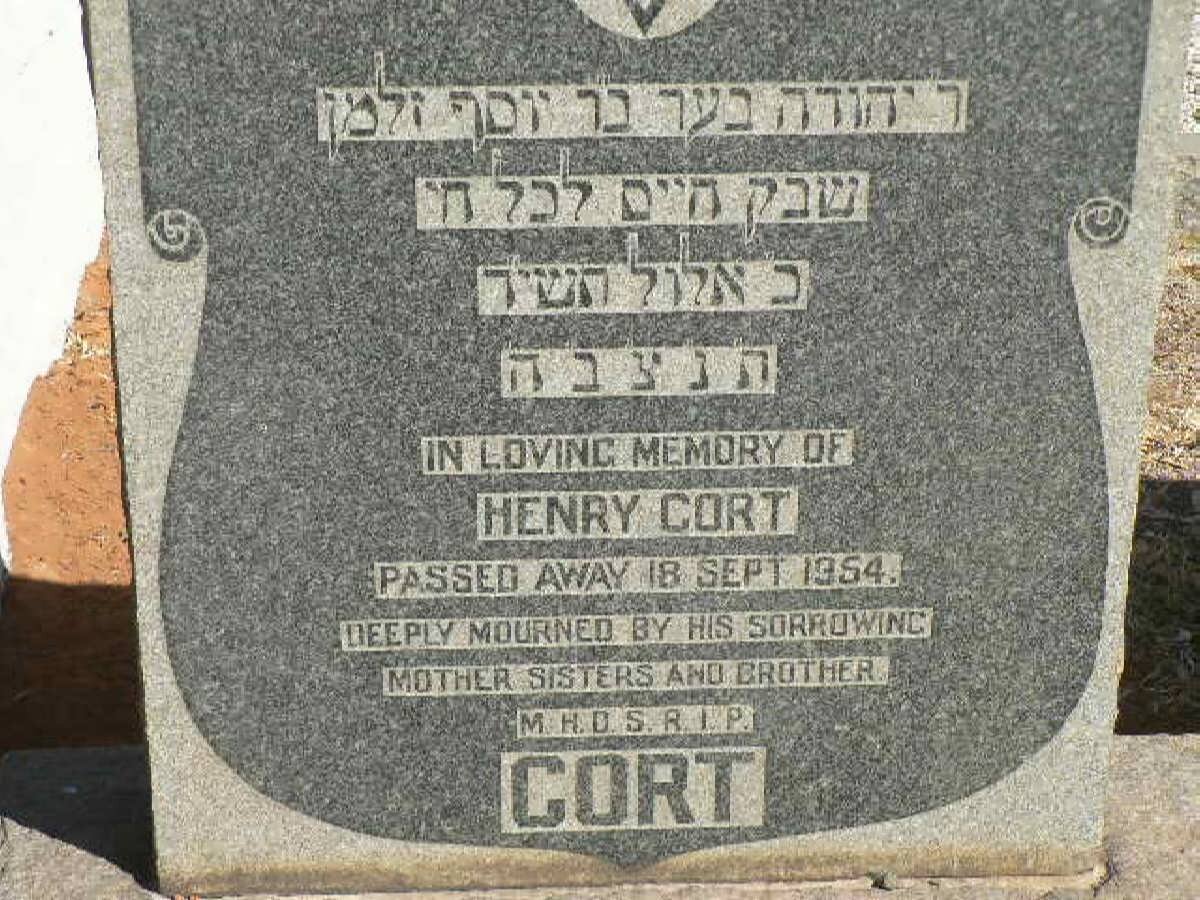 ר׳ יהודה בער ב״ר יוסף זלמן
שבק חיים לכל חי
כ׳ אלול תשי״ד
ת נ צ ב ה
IN LOVING MEMORY OF
HENRY CORT
PASSED AWAY 18 SEPT 1954.
DEEPLY MOURNED BY HIS SORROWING
MOTHER SISTERS AND BROTHER.
M.H.D.S.R.I.P.
CORT